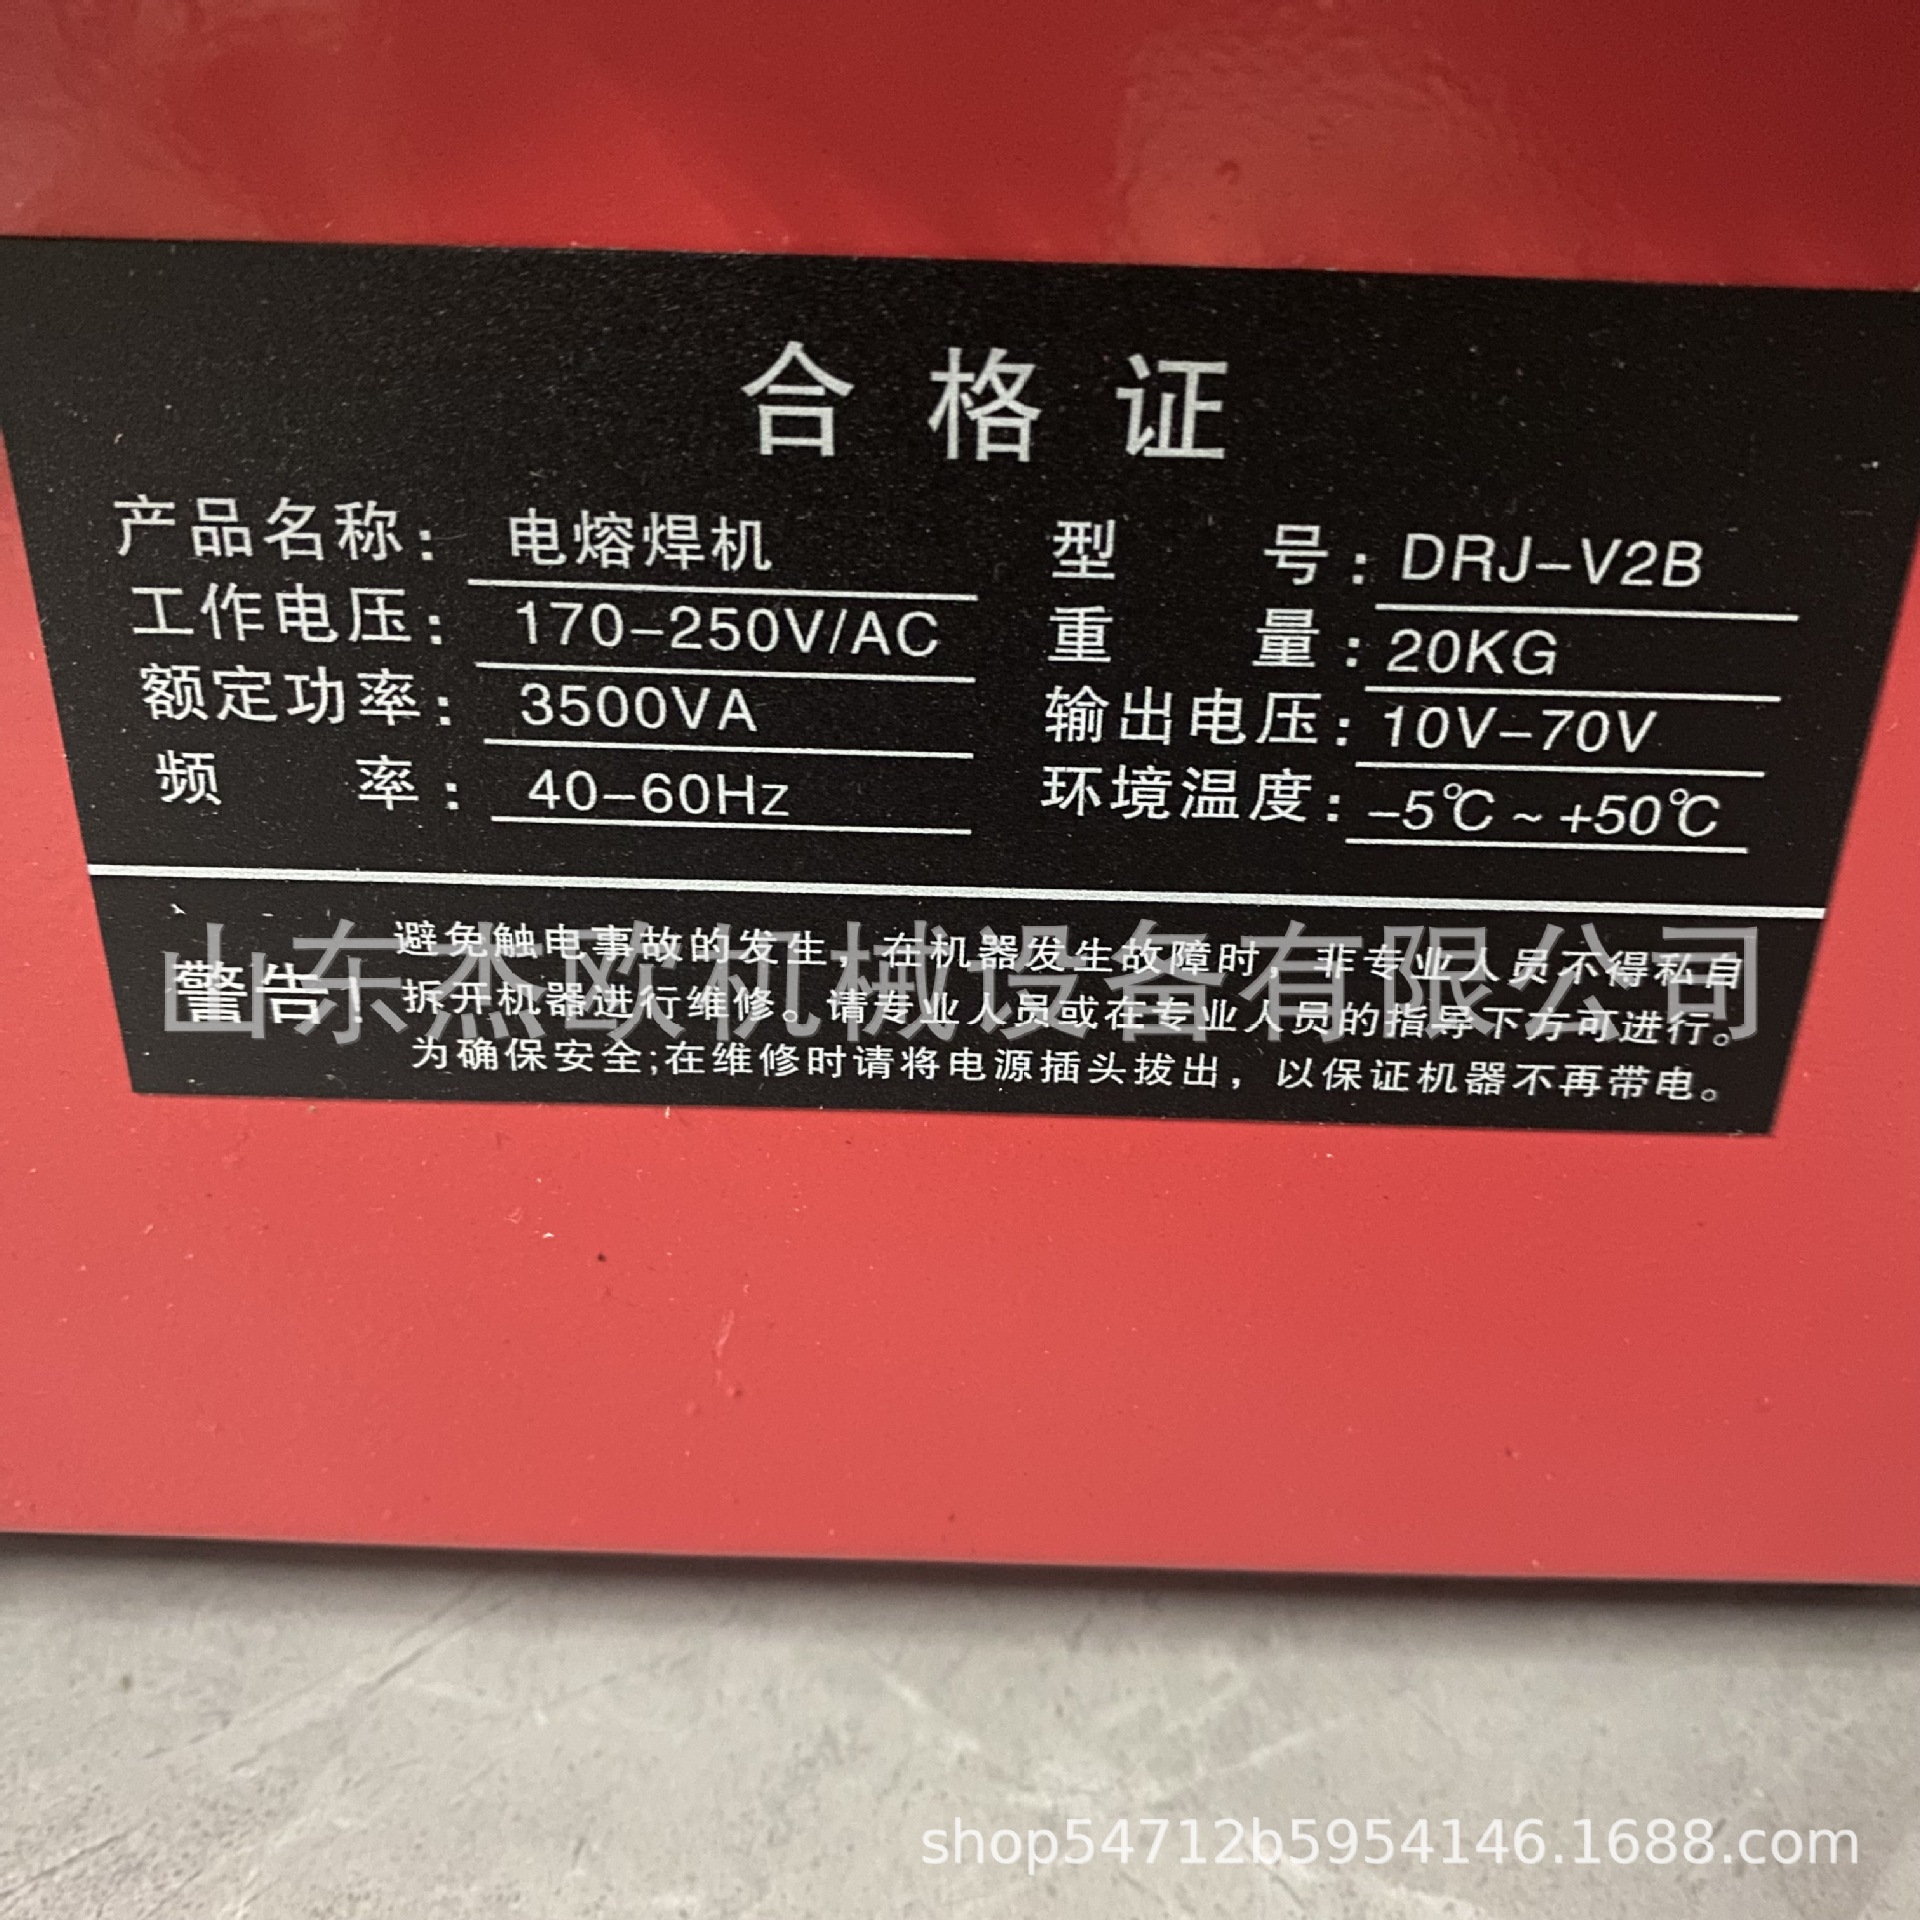 合格证
产品名称： 电熔焊机 型号：DRJ-V2B
工作电压： 170-250V/AC 重量：20KG
额定功率： 3500VA 输出电压：10V-70V
频率： 40-60Hz 环境温度：-5℃~+50℃
警告！
避免触电事故的发生，在机器发生故障时，非专业人员不得私自
拆开机器进行维修。请专业人员或在专业人员的指导下方可进行。
为确保安全;在维修时请将电源插头拔出，以保证机器不再带电。
山东杰欧机械设备有限公司
shop54712b5954146.1688.com